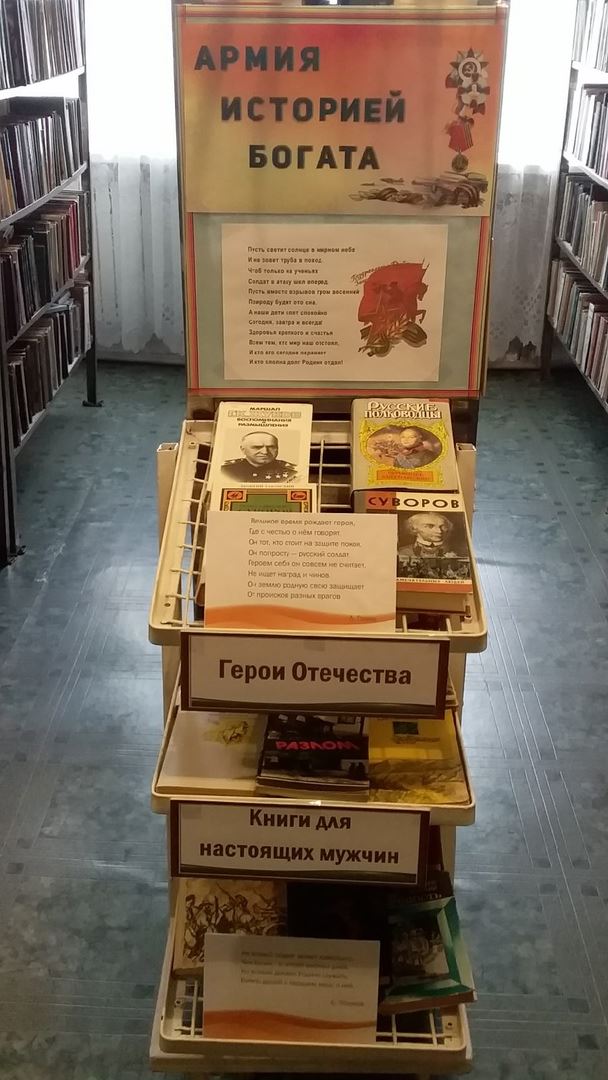 АРМИЯ
ИСТОРИЕЙ
БОГАТА
Пусть светит солнце в мирном небе
И не зовет труба в поход.
Чтоб только на ученьях
Солдат в атаку шел вперед.
Пусть вместо взрывов гром весенний
Природу будит ото сна,
А наши дети спят спокойно
Сегодня, завтра и всегда!
Здоровья крепкого и счастья
Всем тем, кто мир наш отстоял.
И кто его сегодня охраняет
И кто сполна долг Родине отдал!
МАРШАЛ
Г.К. ЖУКОВ
ВОСПОМИНАНИЯ
РАЗМЫШЛЕНИЯ
РУССКИЕ
ПОЛКОВОДЦЫ
СУВОРОВ
Великое время рождает героя,
Где с честью о нём говорят.
Он тот, кто стоит на защите покоя,
Он попросту — русский солдат.
Героем себя он совсем не считает,
Не ищет наград и чинов.
Он землю родную свою защищает
От происков разных врагов
Герои Отечества
РАЗЛОМ
Книги для
настоящих мужчин